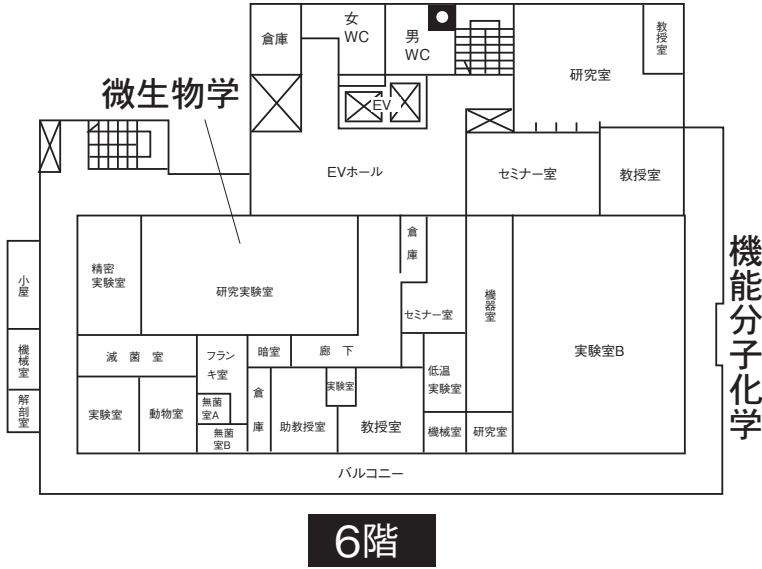 女
WC
男
WC
倉庫
教授室
研究室
微生物学
EV
EVホール
セミナー室
教授室
機能分子化学
小屋
機械室
解剖室
精密
実験室
研究実験室
倉庫
セミナー室
機器室
実験室B
滅 菌 室
フラン
キ室
暗室
廊 下
低温
実験室
実験室
動物室
無菌
室A
無菌
室B
倉庫
助教授室
実験室
教授室
機械室
研究室
バルコニー
6階